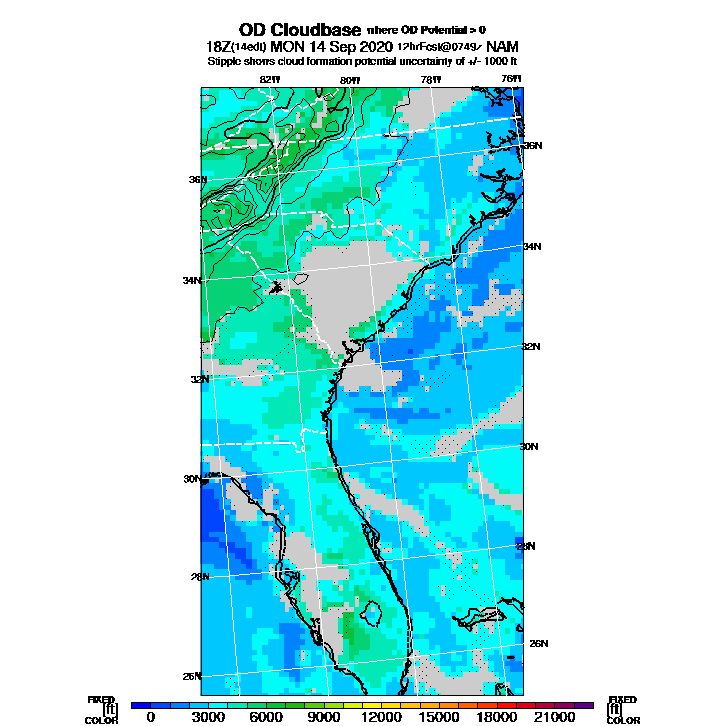 OD Cloudbase where OD Potential > 0
18Z(14edt) MON 14 Sep 2020 12hrFcst@0749z NAM
Stipple shows cloud formation potential uncertainty of +/- 1000 ft
82W 80W 78W 76W
36N
36N
34N
34N
32N
32N
30N
30N
28N
28N
26N
26N
FIXED FIXED
[ft] [ft]
COLOR 0 3000 6000 9000 12000 15000 18000 21000 COLOR